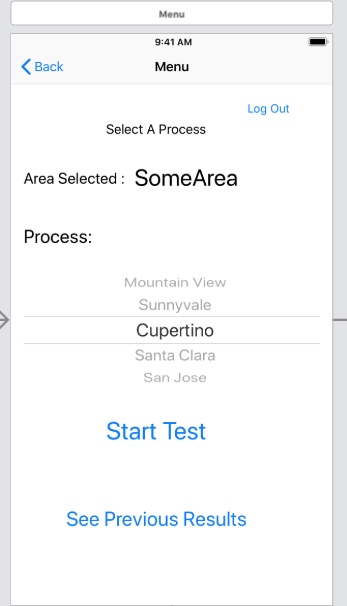 Menu
9:41 AM
Back
Menu
Log Out
Select A Process
Area Selected : SomeArea
Process:
Mountain View
Sunnyvale
Cupertino
Santa Clara
San Jose
Start Test
See Previous Results